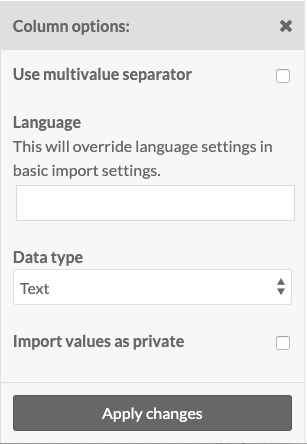 Column options:
Use multivalue separator
Language
This will override language settings in
basic import settings.
Data type
Text
Import values as private
Apply changes